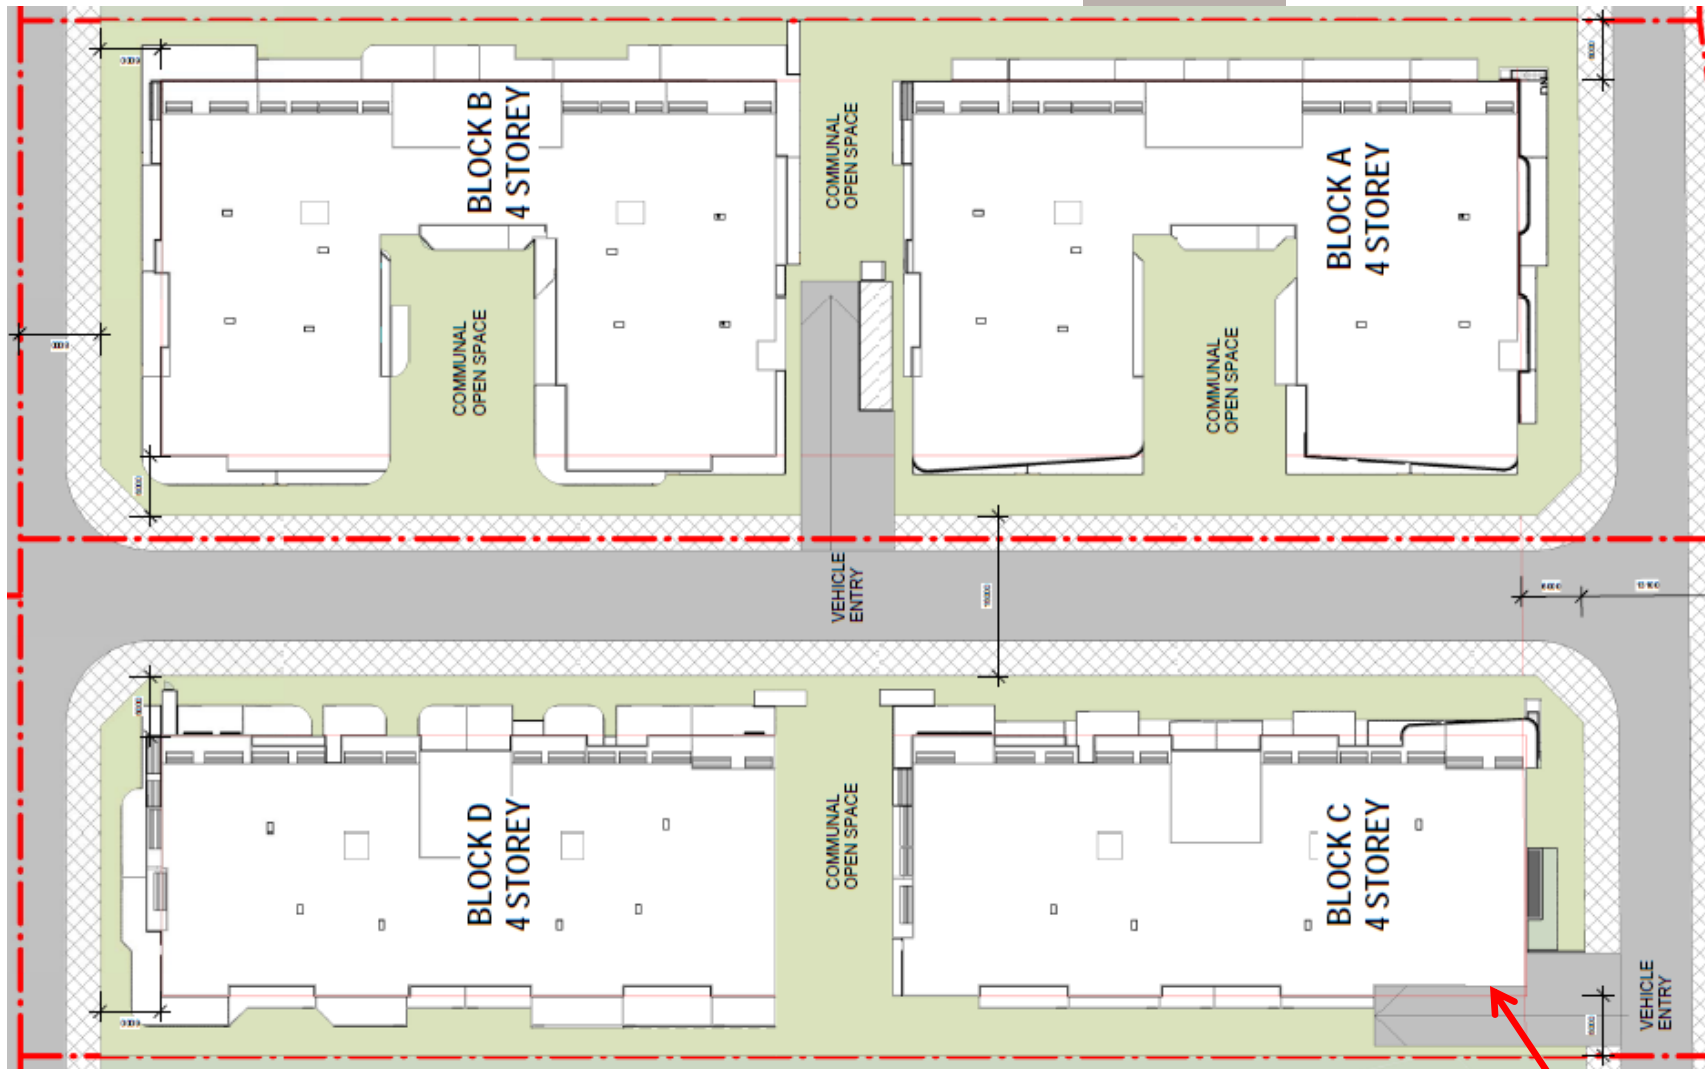 BLOCK B
4 STOREY
COMMUNAL
OPEN SPACE
BLOCK A
4 STOREY
COMMUNAL
OPEN SPACE
COMMUNAL
OPEN SPACE
VEHICLE
ENTRY
BLOCK D
4 STOREY
COMMUNAL
OPEN SPACE
BLOCK C
4 STOREY
VEHICLE
ENTRY